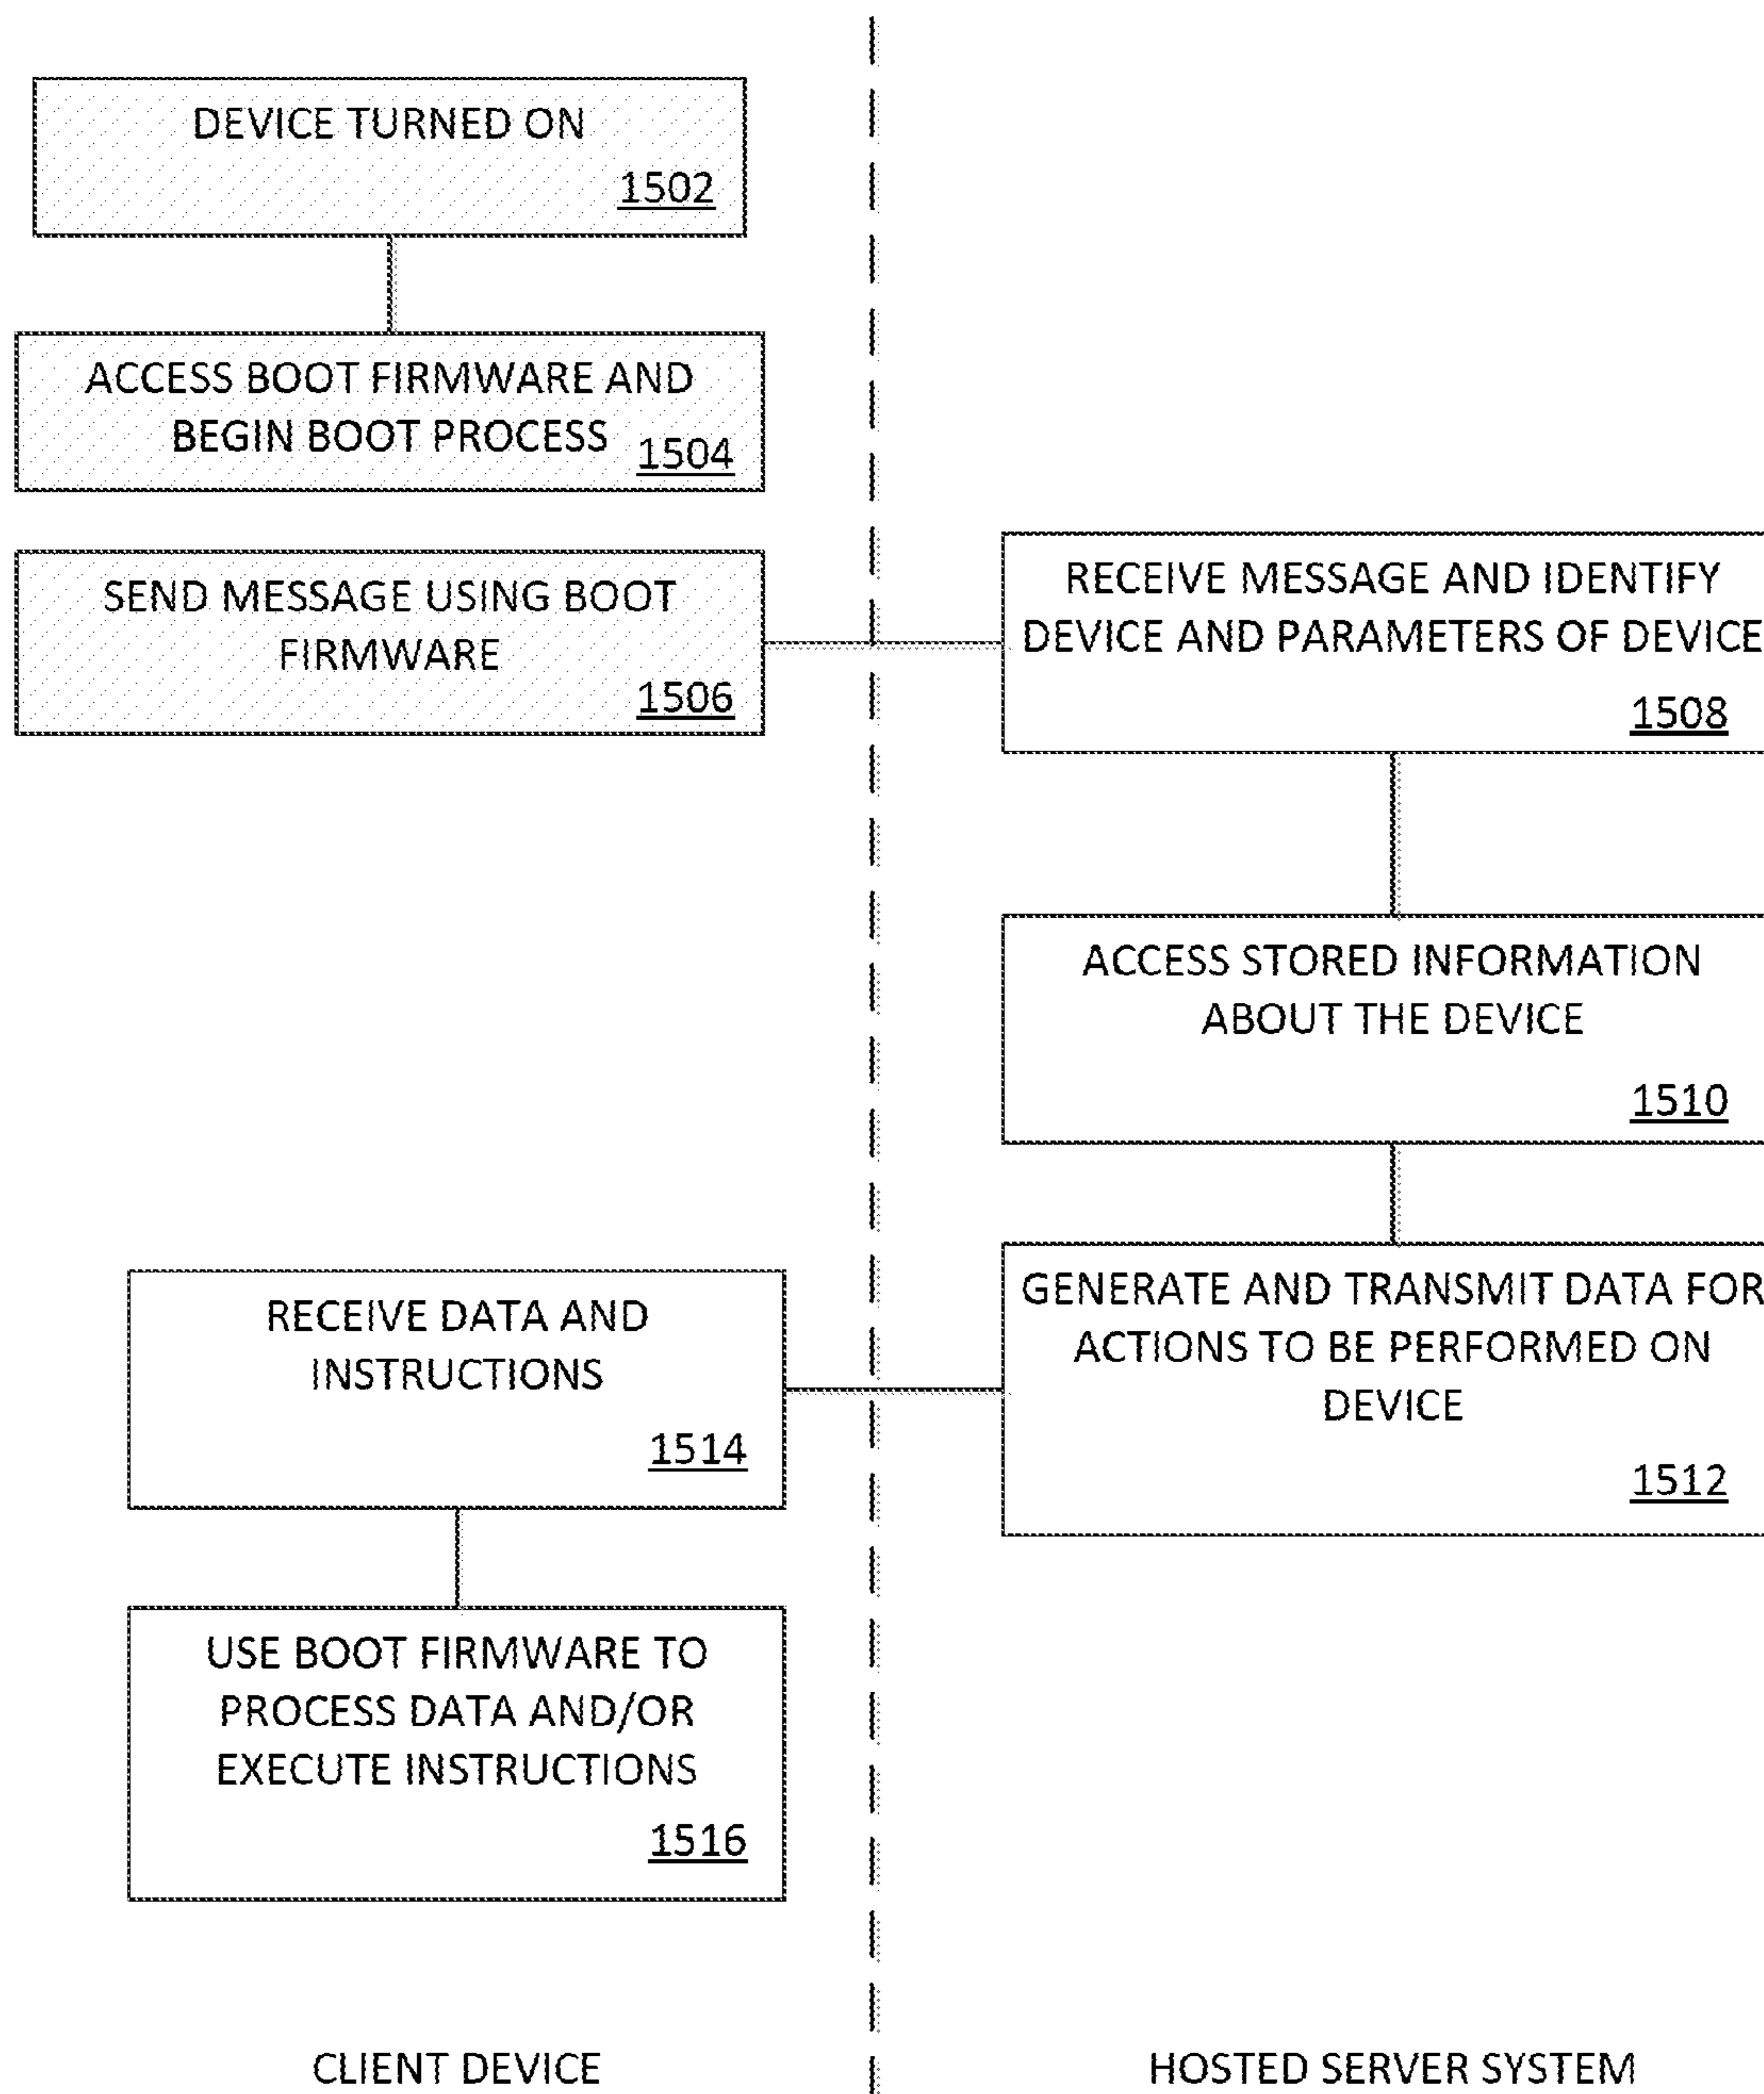 DEVICE TURNED ON
1502
ACCESS BOOT FIRMWARE AND
BEGIN BOOT PROCESS
1504
SEND MESSAGE USING BOOT
FIRMWARE
1506
RECEIVE MESSAGE AND IDENTIFY
DEVICE AND PARAMETERS OF DEVICE
1508
ACCESS STORED INFORMATION
ABOUT THE DEVICE
1510
GENERATE AND TRANSMIT DATA FOR
ACTIONS TO BE PERFORMED ON
DEVICE
1512
RECEIVE DATA AND
INSTRUCTIONS
1514
USE BOOT FIRMWARE TO
PROCESS DATA AND/OR
EXECUTE INSTRUCTIONS
1516
CLIENT DEVICE
HOSTED SERVER SYSTEM